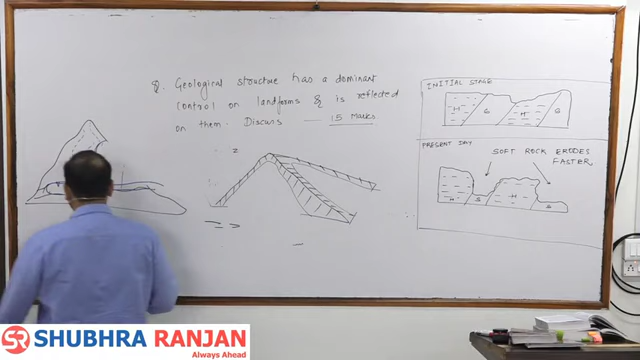 Q. Geological structure has a dominant
control on landforms & is reflected
on them. Discuss — 15 Marks
INITIAL STAGE
H
S
H
PRESENT DAY
SOFT ROCK ERODES
FASTER
H
S
H
S
SR SHUBHRA RANJAN
Always Ahead